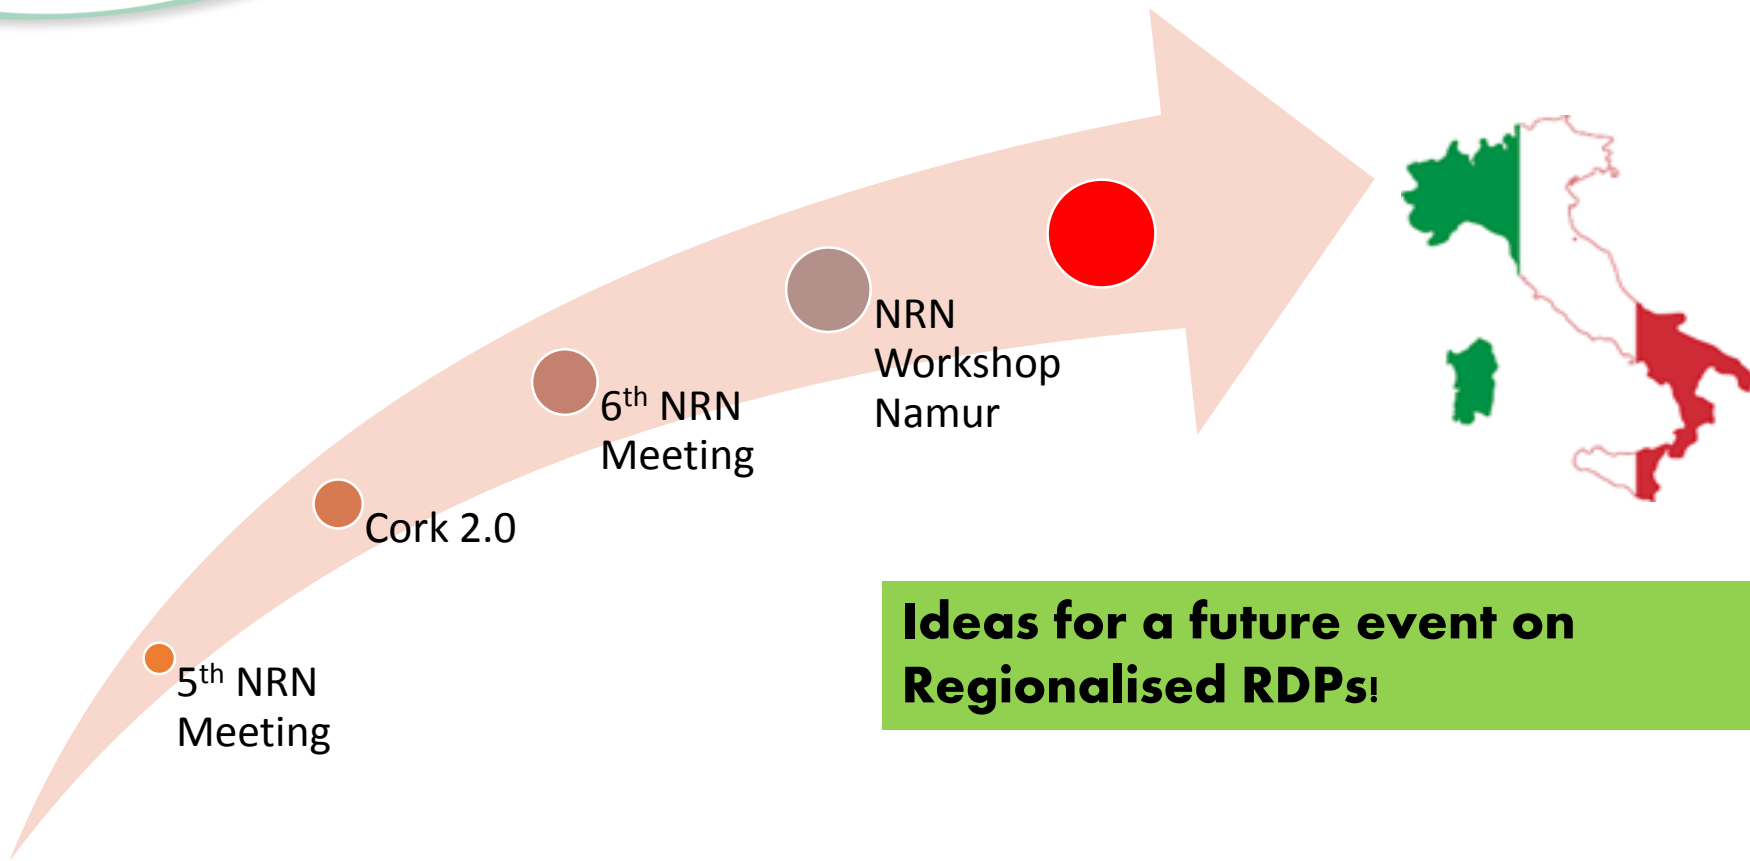 5th NRN
Meeting
Cork 2.0
6th NRN
Meeting
NRN
Workshop
Namur
Ideas for a future event on
Regionalised RDPs!